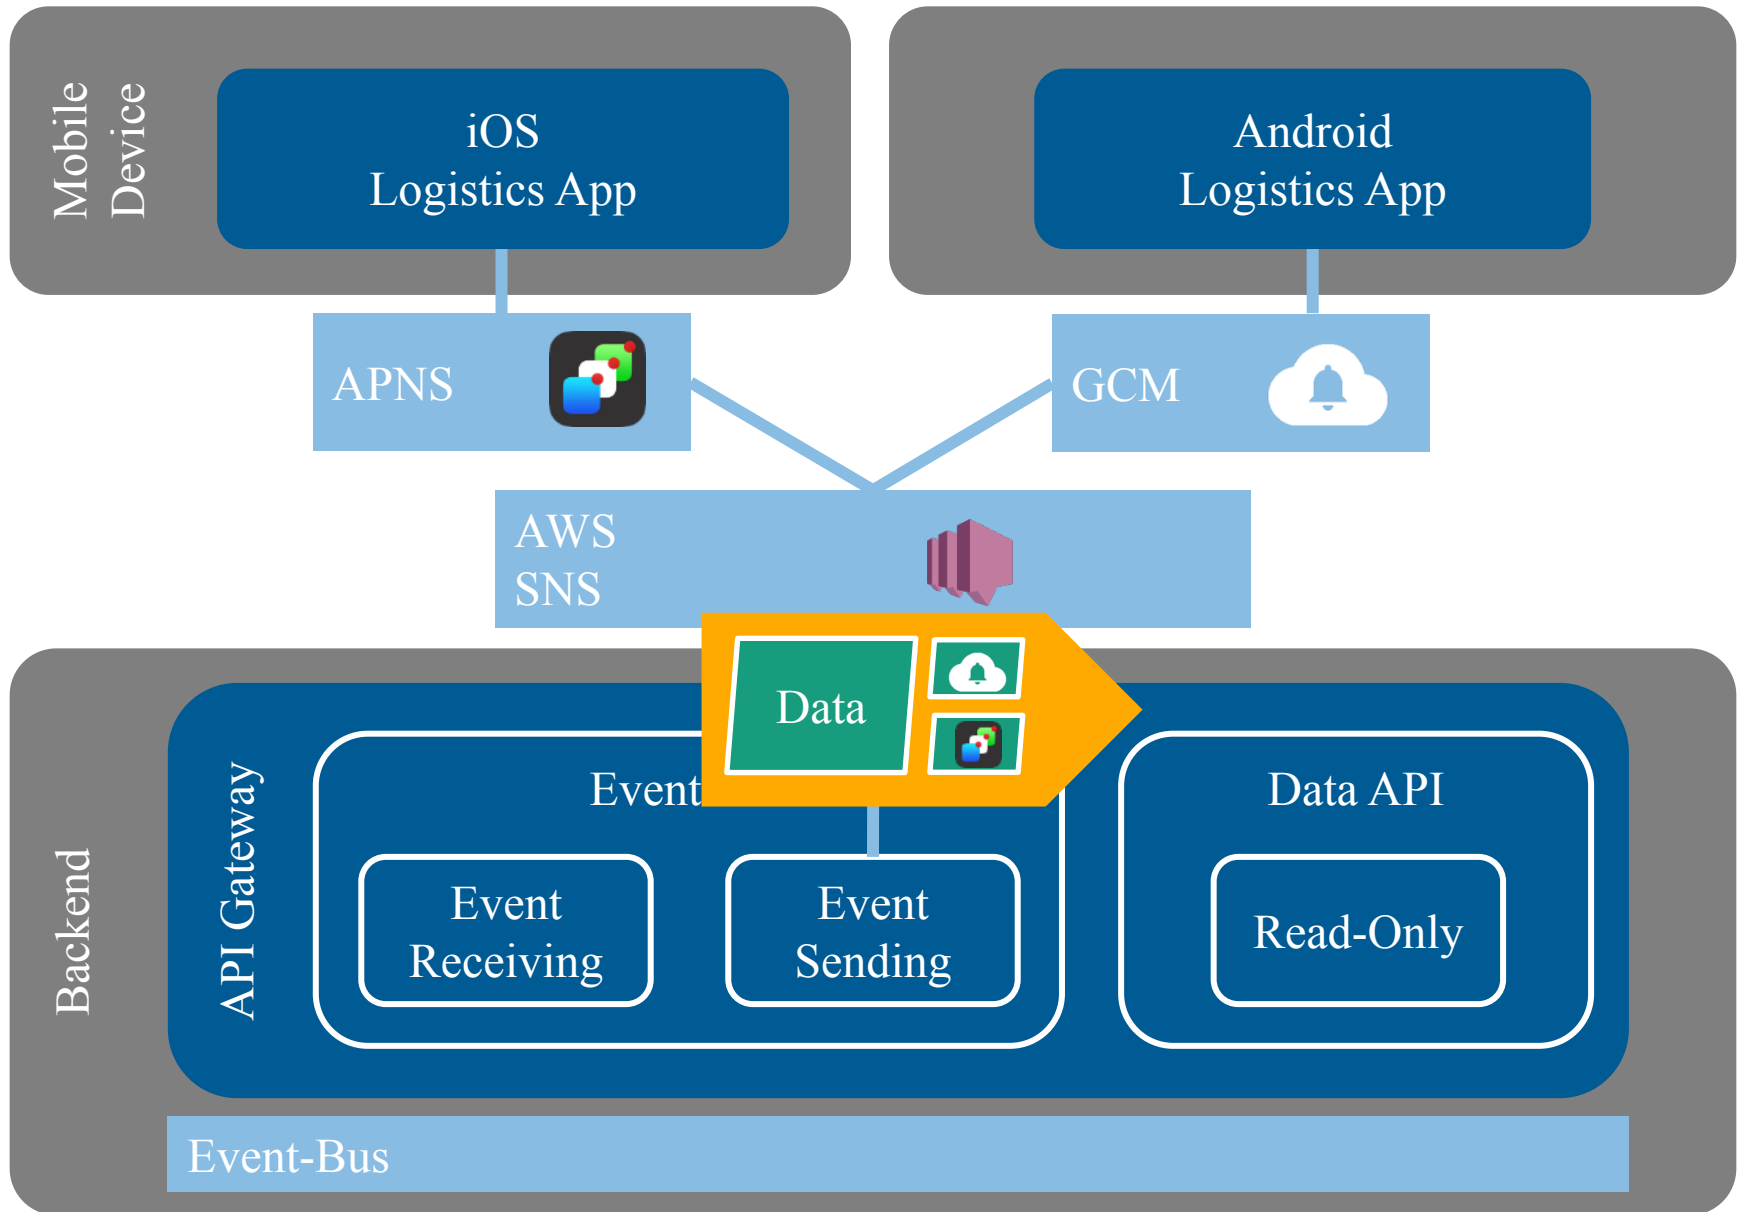 Mobile
Device
iOS
Logistics App
Android
Logistics App
APNS
GCM
AWS
SNS
Data
API Gateway
Event
Data API
Backend
Event
Receiving
Event
Sending
Read-Only
Event-Bus